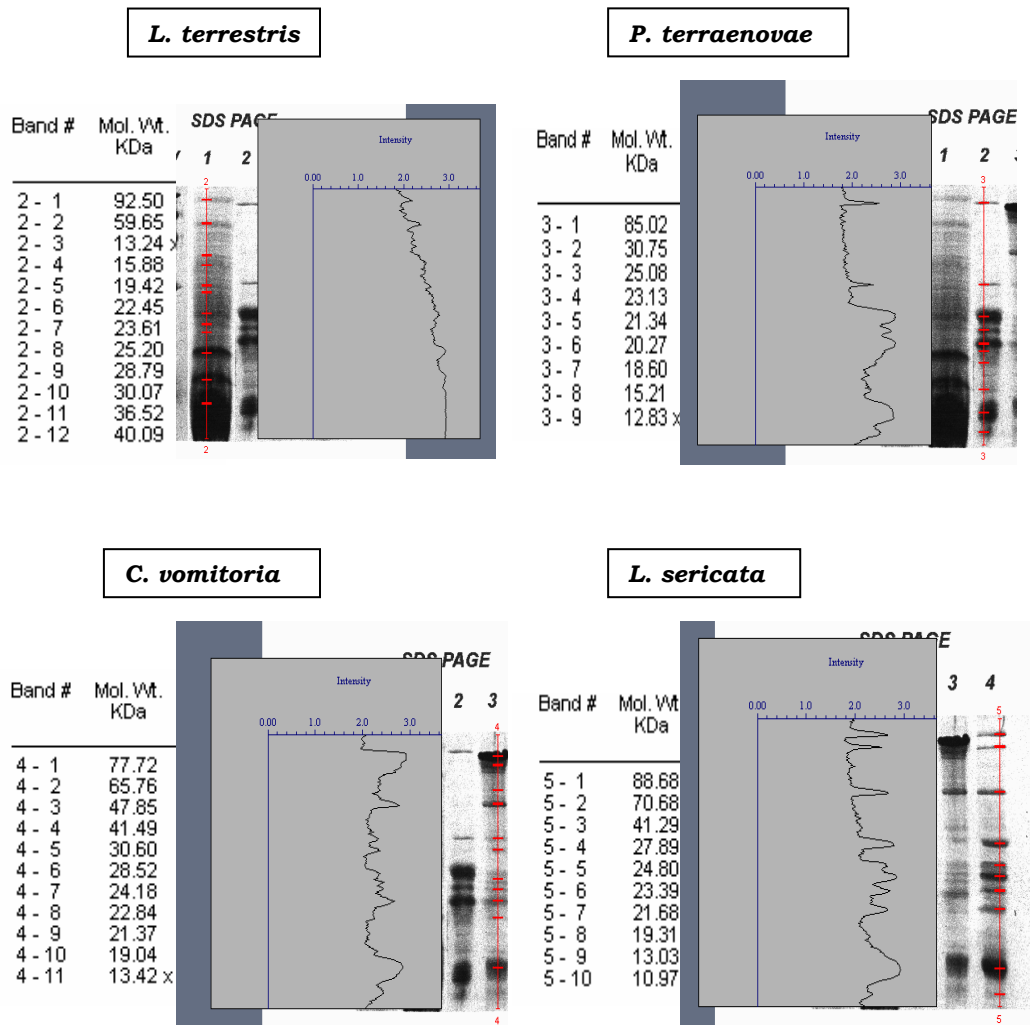 L. terrestris
Band # Mol. Wt. KDa
SDS PAGE
1 2
2
Intensity
0.00 1.0 2.0 3.0
2 - 1 92.50
2 - 2 59.65
2 - 3 13.24 x
2 - 4 15.88
2 - 5 19.42
2 - 6 22.45
2 - 7 23.61
2 - 8 25.20
2 - 9 28.79
2 - 10 30.07
2 - 11 36.52
2 - 12 40.09
2
P. terraenovae
Band # Mol. Wt. KDa
SDS PAGE
1 2
3
Intensity
0.00 1.0 2.0 3.0
3 - 1 85.02
3 - 2 30.75
3 - 3 25.08
3 - 4 23.13
3 - 5 21.34
3 - 6 20.27
3 - 7 18.60
3 - 8 15.21
3 - 9 12.83 x
3
C. vomitoria
Band # Mol. Wt. KDa
SDS PAGE
2 3
4
Intensity
0.00 1.0 2.0 3.0
4 - 1 77.72
4 - 2 65.76
4 - 3 47.85
4 - 4 41.49
4 - 5 30.60
4 - 6 28.52
4 - 7 24.18
4 - 8 22.84
4 - 9 21.37
4 - 10 19.04
4 - 11 13.42 x
4
L. sericata
Band # Mol. Wt. KDa
SDS PAGE
3 4
5
Intensity
0.00 1.0 2.0 3.0
5 - 1 88.68
5 - 2 70.68
5 - 3 41.29
5 - 4 27.89
5 - 5 24.80
5 - 6 23.39
5 - 7 21.68
5 - 8 19.31
5 - 9 13.03
5 - 10 10.97
5